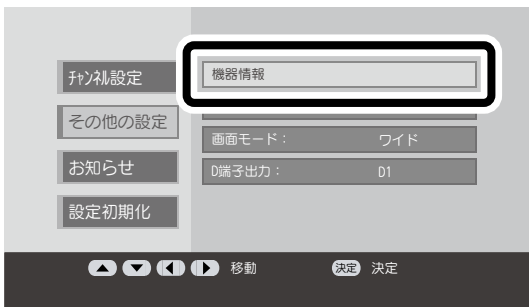 チャンネル設定
その他の設定
お知らせ
設定初期化
機器情報
画面モード： ワイド
D端子出力： D1
移動 決定 決定